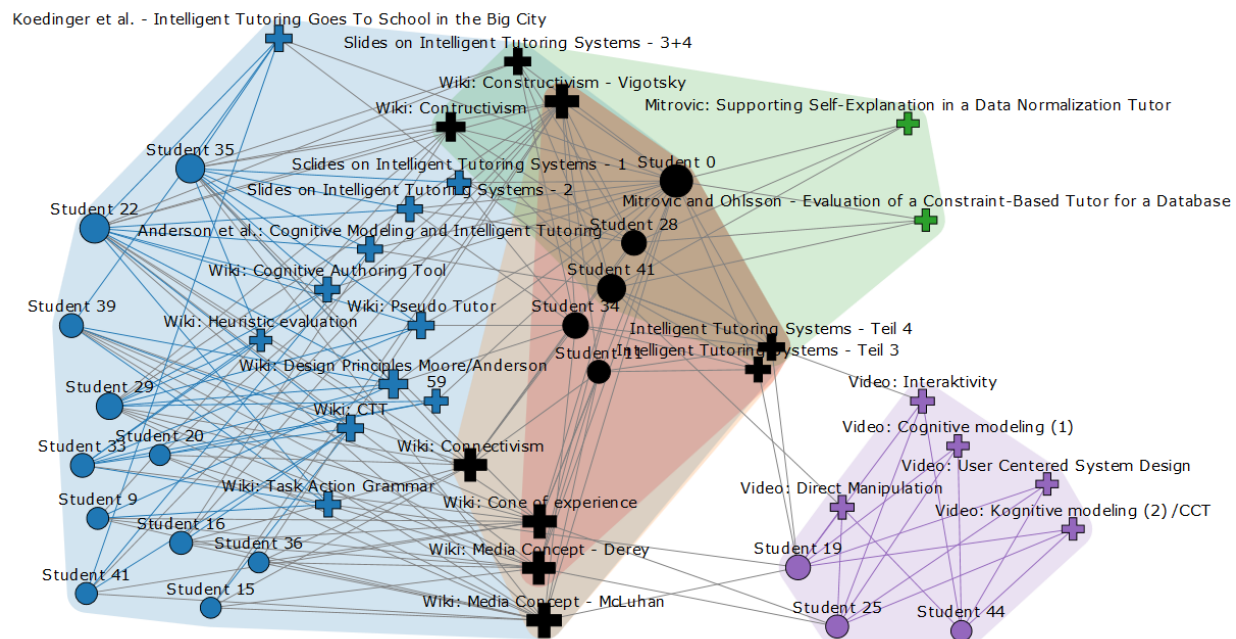 Koedinger et al. - Intelligent Tutoring Goes To School in the Big City
Slides on Intelligent Tutoring Systems - 3+4
Wiki: Constructivism - Vigotsky
Wiki: Contructivism
Mitrovic: Supporting Self-Explanation in a Data Normalization Tutor
Student 35
Sclides on Intelligent Tutoring Systems - 1
Student 0
Slides on Intelligent Tutoring Systems - 2
Mitrovic and Ohlsson - Evaluation of a Constraint-Based Tutor for a Database
Student 22
Anderson et al.: Cognitive Modeling and Intelligent Tutoring
Student 28
Wiki: Cognitive Authoring Tool
Student 41
Student 39
Wiki: Pseudo Tutor
Student 34
Wiki: Heuristic evaluation
Intelligent Tutoring Systems - Teil 4
Student 11
Intelligent Tutoring Systems - Teil 3
Wiki: Design Principles Moore/Anderson
59
Video: Interaktivity
Student 29
Wiki: CTT
Video: Cognitive modeling (1)
Student 20
Student 33
Wiki: Connectivism
Video: User Centered System Design
Wiki: Task Action Grammar
Video: Direct Manipulation
Student 9
Wiki: Cone of experience
Video: Kognitive modeling (2)/CCT
Student 16
Student 36
Wiki: Media Concept - Derey
Student 19
Student 41
Student 15
Wiki: Media Concept - McLuhan
Student 25
Student 44